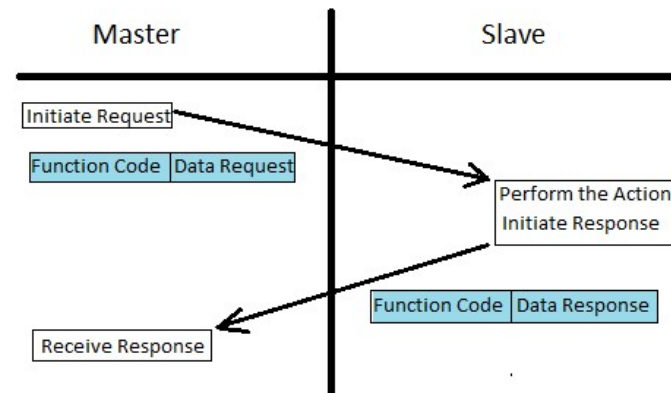 Master
Slave
Initiate Request
Function Code
Data Request
Perform the Action
Initiate Response
Function Code
Data Response
Receive Response